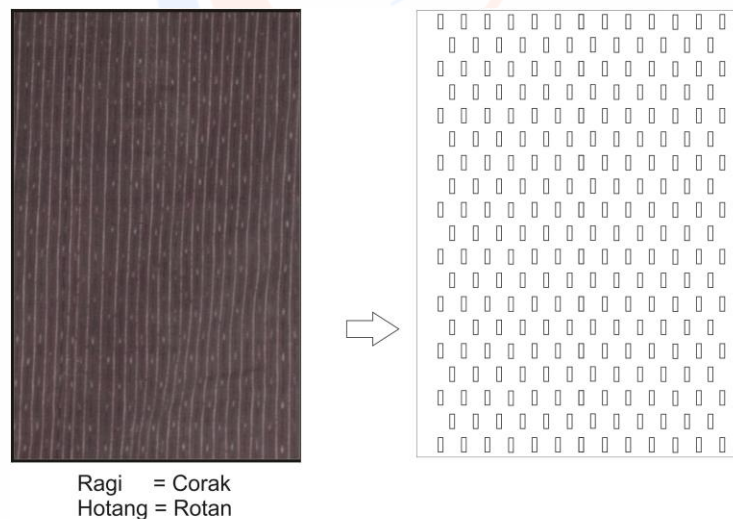 Ragi = Corak
Hotang = Rotan